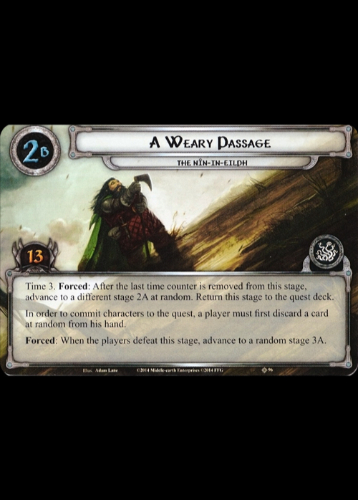 2B
A Weary Passage
The Nîn-in-Eilph
13
Time 3. Forced: After the last time counter is removed from this stage,
advance to a different stage 2A at random. Return this stage to the quest deck.
In order to commit characters to the quest, a player must first discard a card
at random from his hand.
Forced: When the players defeat this stage, advance to a random stage 3A.
Illus. Adam Lane ©2014 Middle-earth Enterprises ©2014 FFG 96